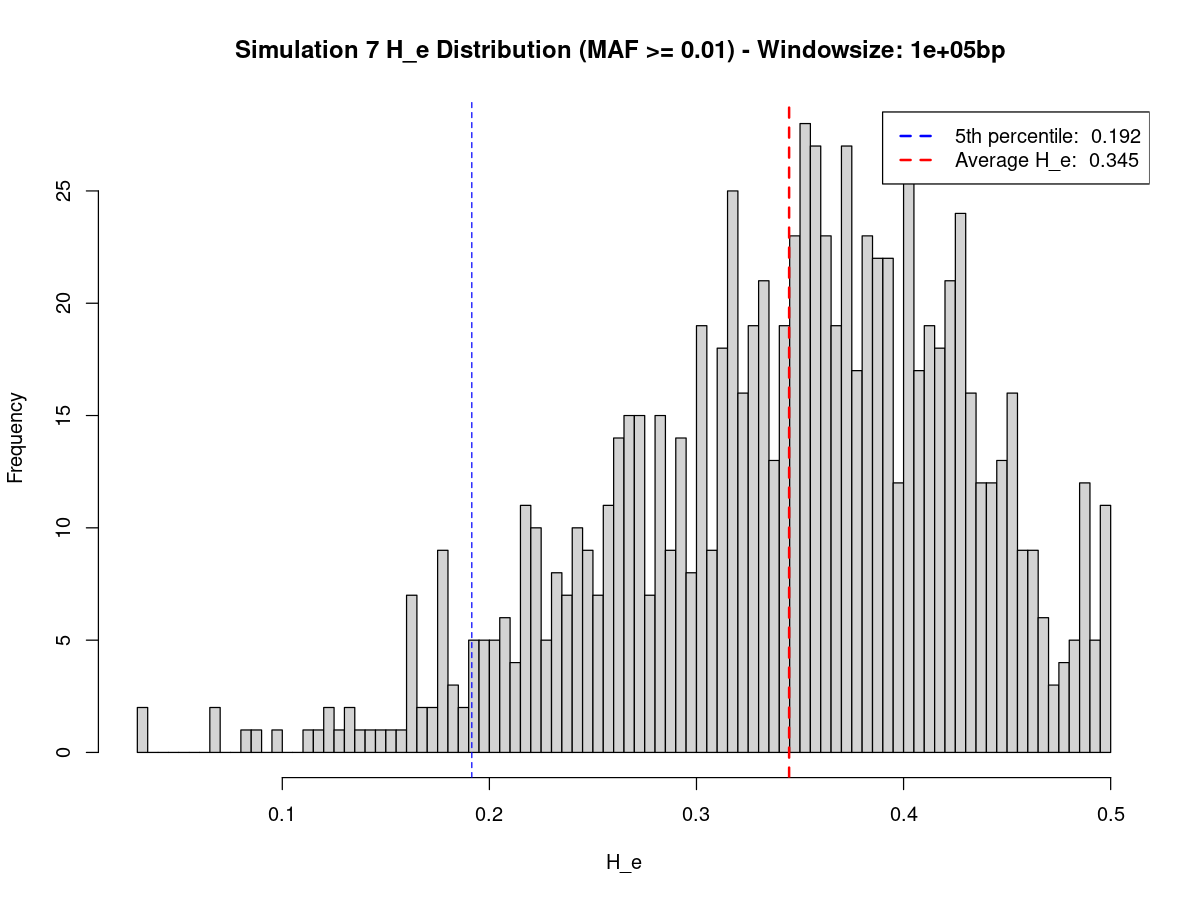 Simulation 7 H_e Distribution (MAF >= 0.01) - Windowsize: 1e+05bp
5th percentile:  0.192
Average H_e:  0.345
Frequency
25
20
15
10
5
0
0.1 0.2 0.3 0.4 0.5
H_e